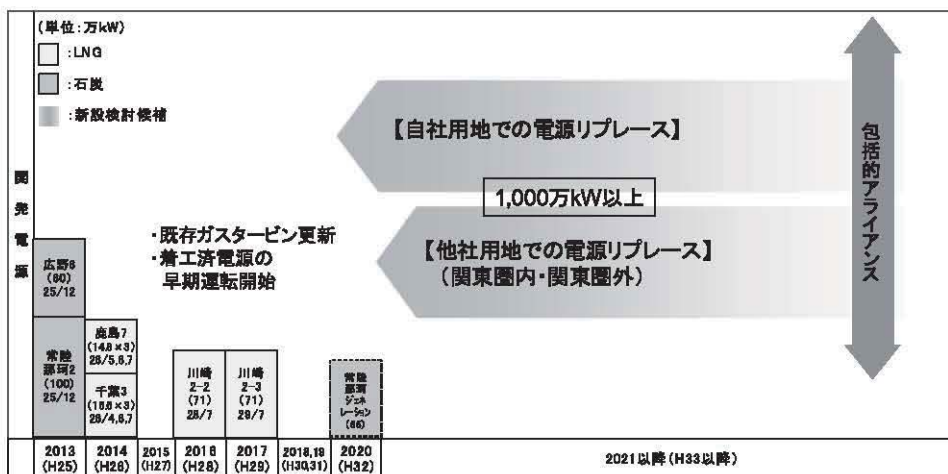 (単位:万kW)
:LNG
:石炭
:新設検討候補
開発電源
【自社用地での電源リプレース】
1,000万kW以上
【他社用地での電源リプレース】
(関東圏内・関東圏外)
包括的アライアンス
・既存ガスタービン更新
・着工済電源の
早期運転開始
広野6
(60)
25/12
常陸
那珂2
(100)
25/12
鹿島7
(14.8×3)
26/5,6,7
千葉3
(16.6×3)
26/4,6,7
川崎
2-2
(71)
28/7
川崎
2-3
(71)
29/7
常陸
那珂
ジェネ
レーション
(65)
2013
(H25)
2014
(H26)
2015
(H27)
2016
(H28)
2017
(H29)
2018,19
(H30,31)
2020
(H32)
2021以降(H33以降)